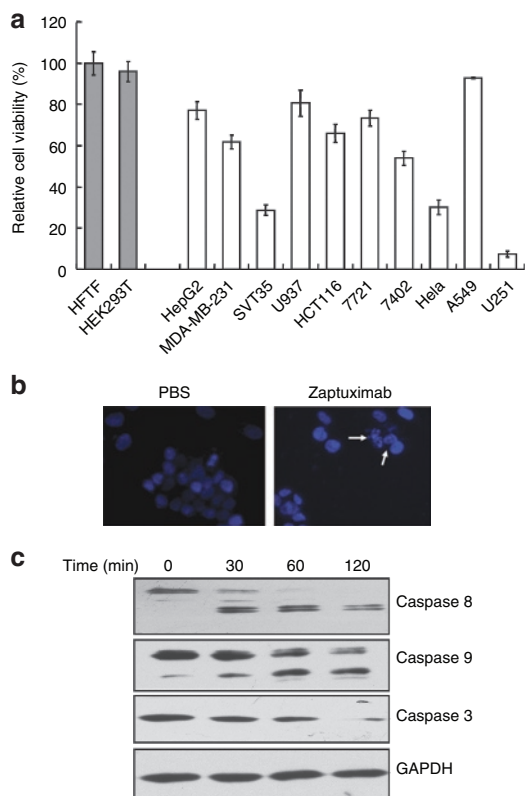 a
Relative cell viability (%)
120
100
80
60
40
20
0
HFTF
HEK293T
HepG2
MDA-MB-231
SVT35
U937
HCT116
7721
7402
Hela
A549
U251
b
PBS
Zaptuximab
c
Time (min) 0 30 60 120
Caspase 8
Caspase 9
Caspase 3
GAPDH